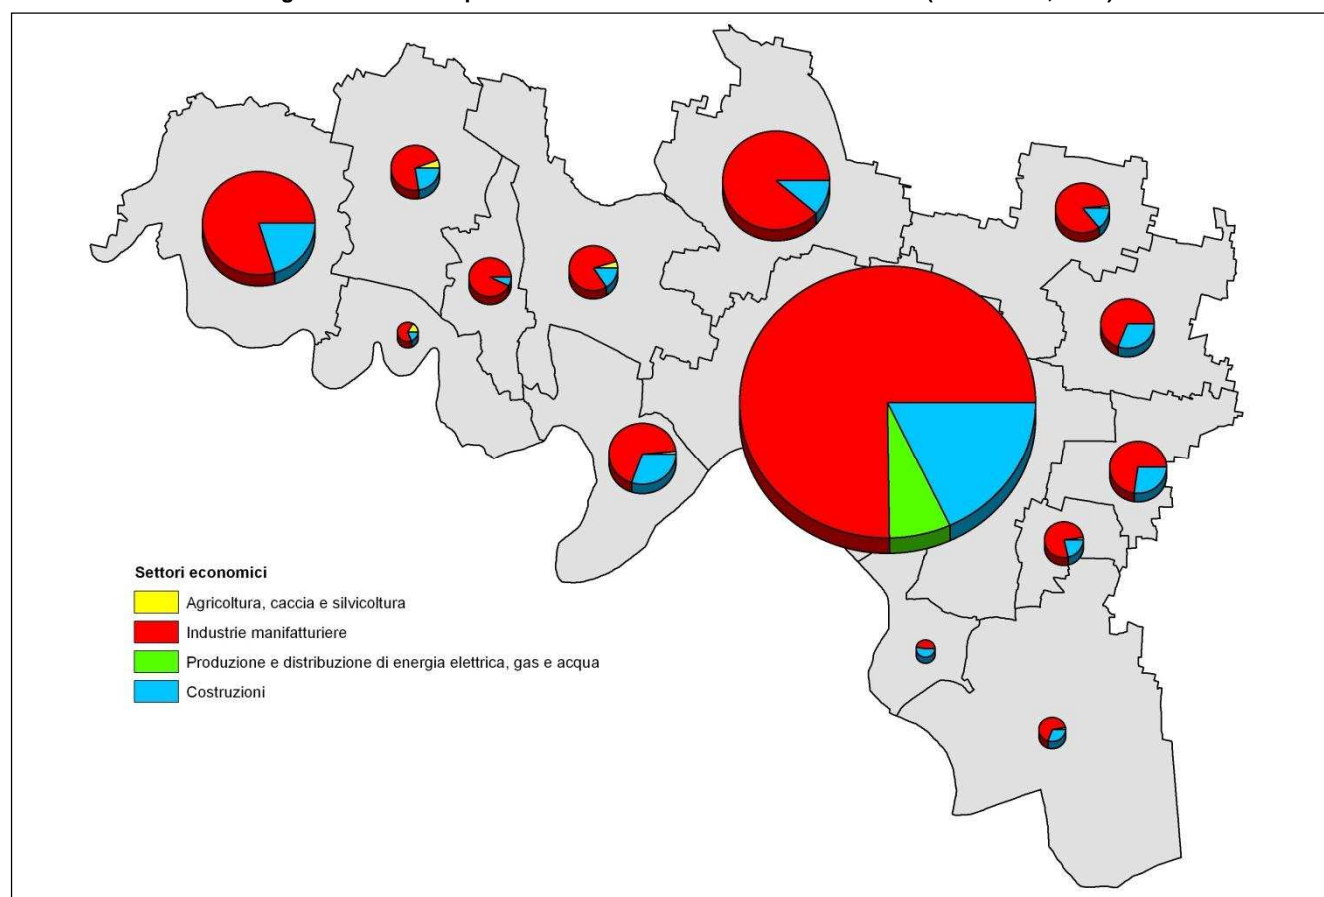 Settori economici
Agricoltura, caccia e silvicoltura
Industrie manifatturiere
Produzione e distribuzione di energia elettrica, gas e acqua
Costruzioni